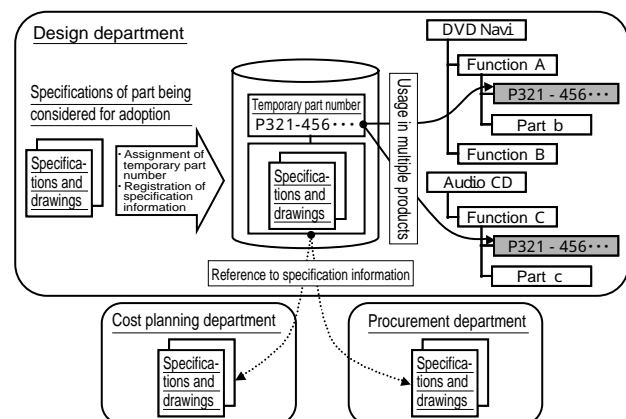 Design department
Specifications of part being
considered for adoption
Specifica-
tions and
drawings
・Assignment of
temporary part
number
・Registration of
specification
information
Temporary part number
P321-456・・・
Specifica-
tions and
drawings
Usage in
multiple products
DVD Navi
Function A
P321 - 456・・・
Part b
Function B
Audio CD
Function C
P321 - 456・・・
Part c
Reference to specification information
Cost planning department
Specifica-
tions and
drawings
Procurement department
Specifica-
tions and
drawings